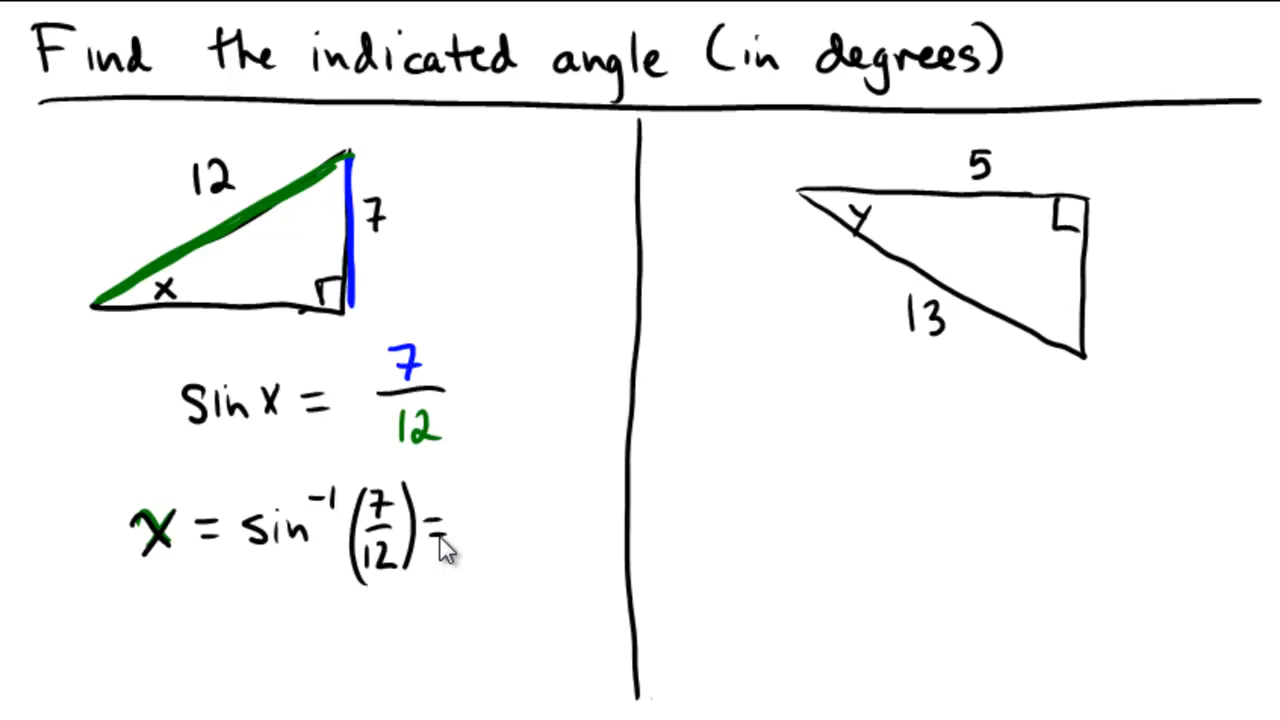 Find the indicated angle (in degrees)
12
7
x
sin x = 7/12
x = sin⁻¹(7/12) =
5
y
13